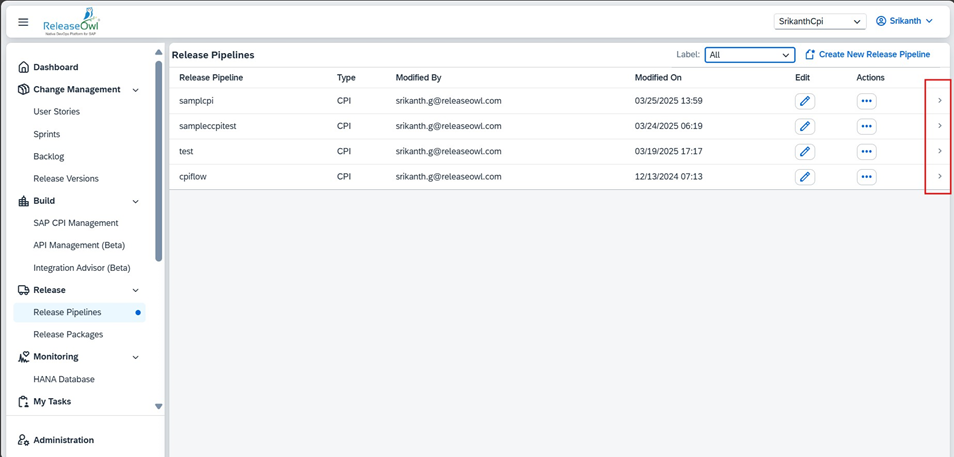 ReleaseOwl
Native DevOps Platform for SAP
SrikanthCpi
Srikanth
Dashboard
Change Management
User Stories
Sprints
Backlog
Release Versions
Build
SAP CPI Management
API Management (Beta)
Integration Advisor (Beta)
Release
Release Pipelines
Release Packages
Monitoring
HANA Database
My Tasks
Administration
Release Pipelines
Label: All
Create New Release Pipeline
Release Pipeline Type Modified By Modified On Edit Actions
samplcpi CPI srikanth.g@releaseowl.com 03/25/2025 13:59
sampleccpitest CPI srikanth.g@releaseowl.com 03/24/2025 06:19
test CPI srikanth.g@releaseowl.com 03/19/2025 17:17
cpiflow CPI srikanth.g@releaseowl.com 12/13/2024 07:13